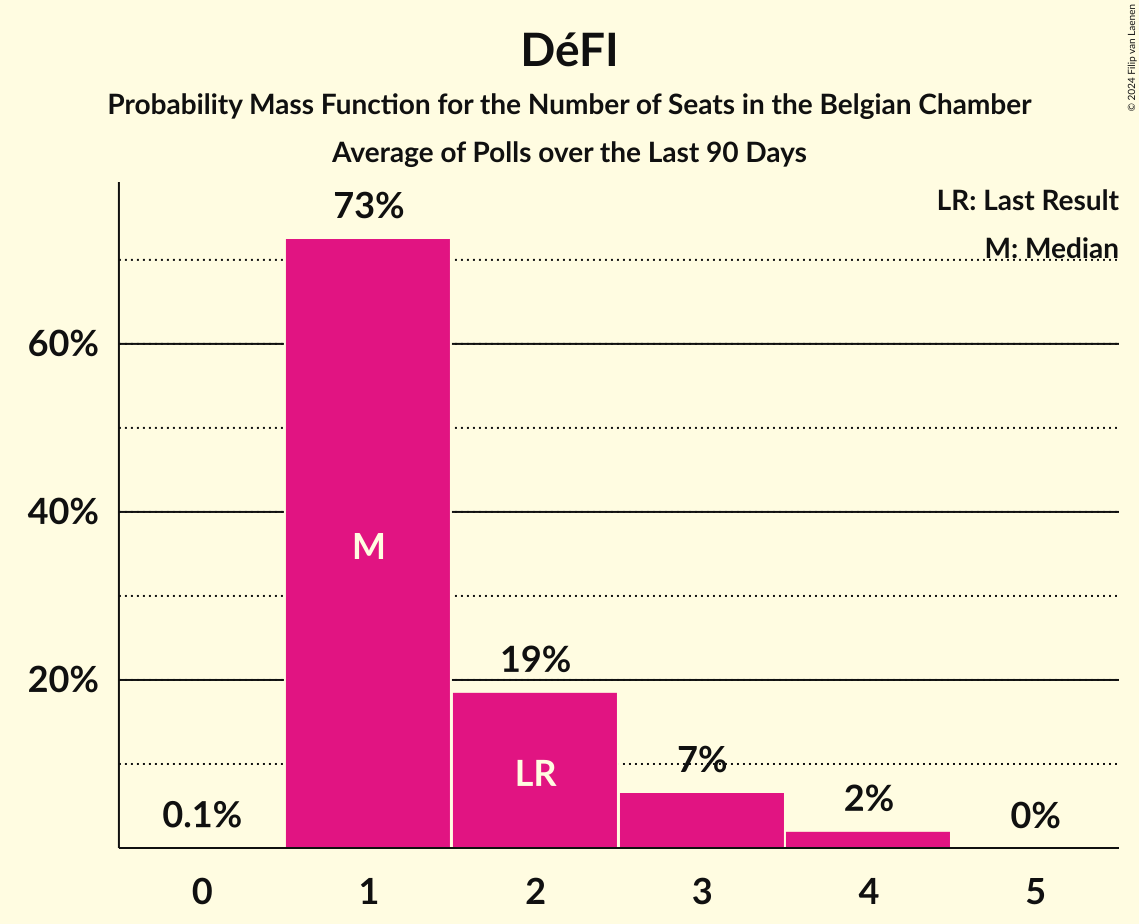 DéFI
Probability Mass Function for the Number of Seats in the Belgian Chamber
Average of Polls over the Last 90 Days
© 2024 Filip van Laenen
LR: Last Result
M: Median
73%
60%
40%
M
20%
19%
LR
7%
2%
0.1%
0%
0 1 2 3 4 5